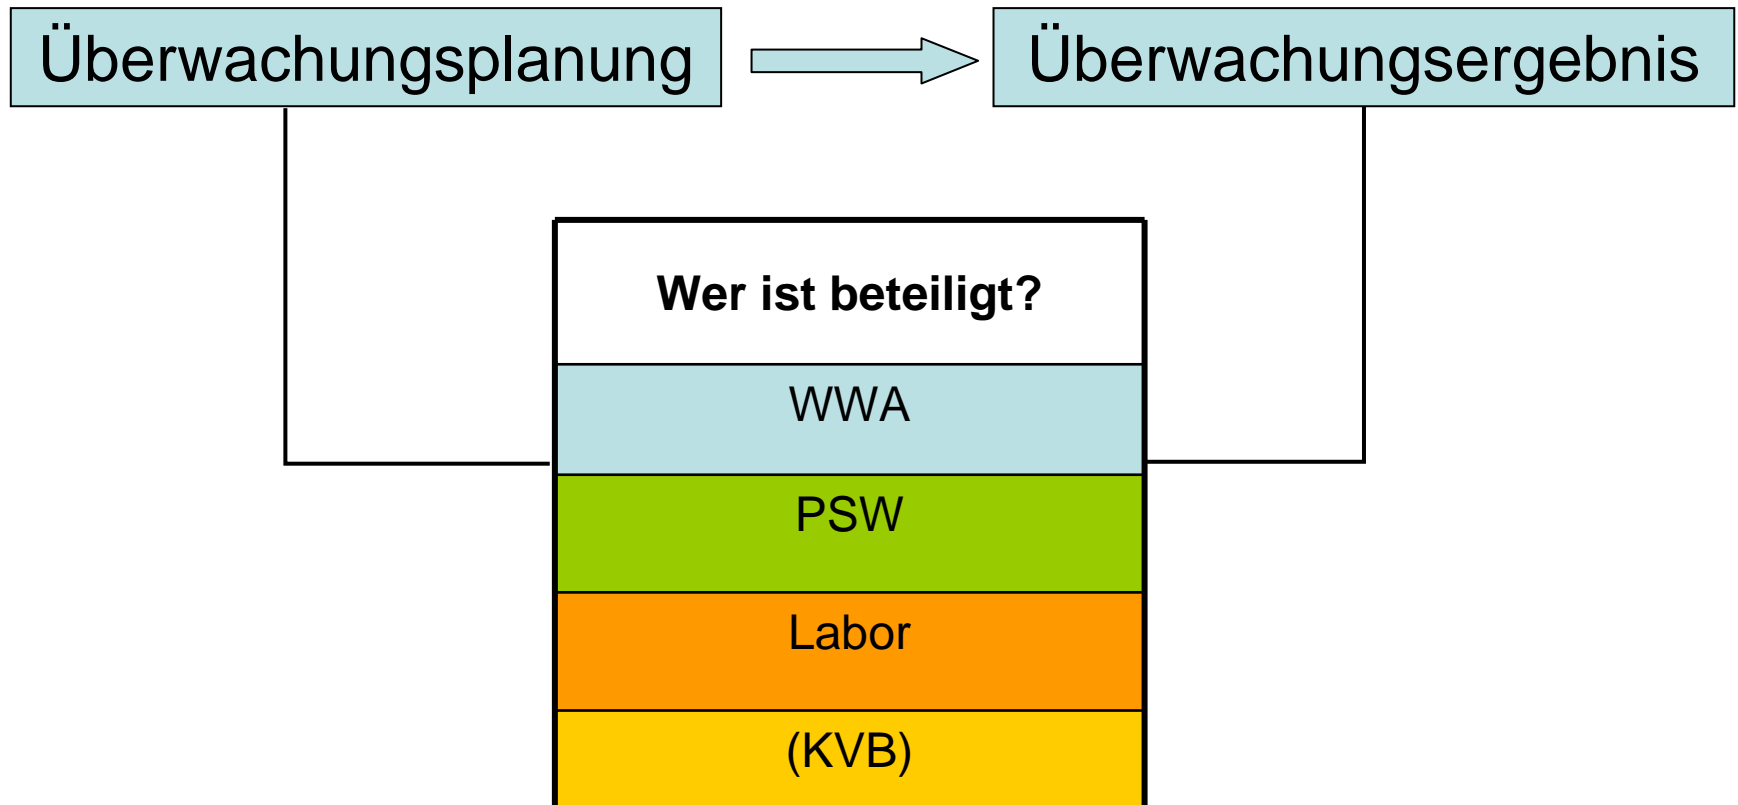 Überwachungsplanung
Überwachungsergebnis
Wer ist beteiligt?
WWA
PSW
Labor
(KVB)